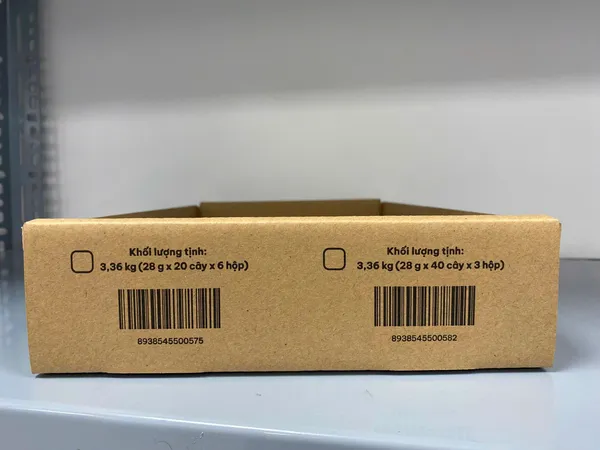 Khối lượng tịnh:
3,36 kg (28 g x 20 cây x 6 hộp)
8938545500575
Khối lượng tịnh:
3,36 kg (28 g x 40 cây x 3 hộp)
8938545500582